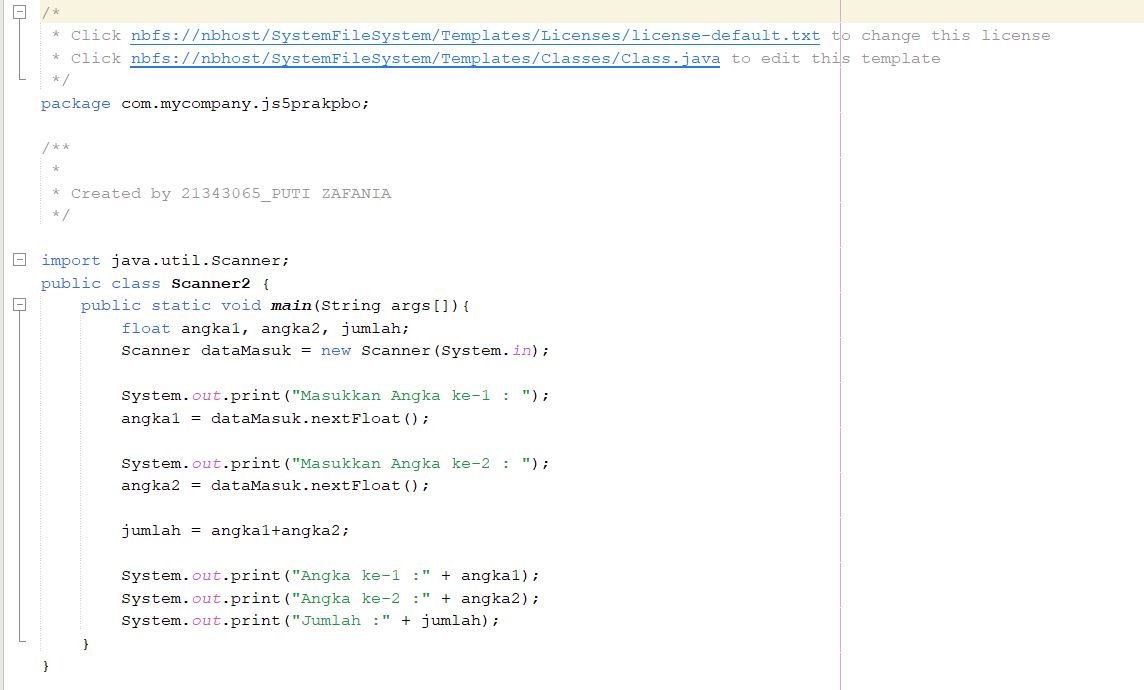 /*
 * Click nbfs://nbhost/SystemFileSystem/Templates/Licenses/license-default.txt to change this license
 * Click nbfs://nbhost/SystemFileSystem/Templates/Classes/Class.java to edit this template
 */
package com.mycompany.js5prakpbo;
/**
 *
 * Created by 21343065_PUTI ZAFANIA
 */
import java.util.Scanner;
public class Scanner2 {
    public static void main(String args[]){
        float angka1, angka2, jumlah;
        Scanner dataMasuk = new Scanner(System.in);
        System.out.print("Masukkan Angka ke-1 : ");
        angka1 = dataMasuk.nextFloat();
        System.out.print("Masukkan Angka ke-2 : ");
        angka2 = dataMasuk.nextFloat();
        jumlah = angka1+angka2;
        System.out.print("Angka ke-1 :" + angka1);
        System.out.print("Angka ke-2 :" + angka2);
        System.out.print("Jumlah :" + jumlah);
    }
}